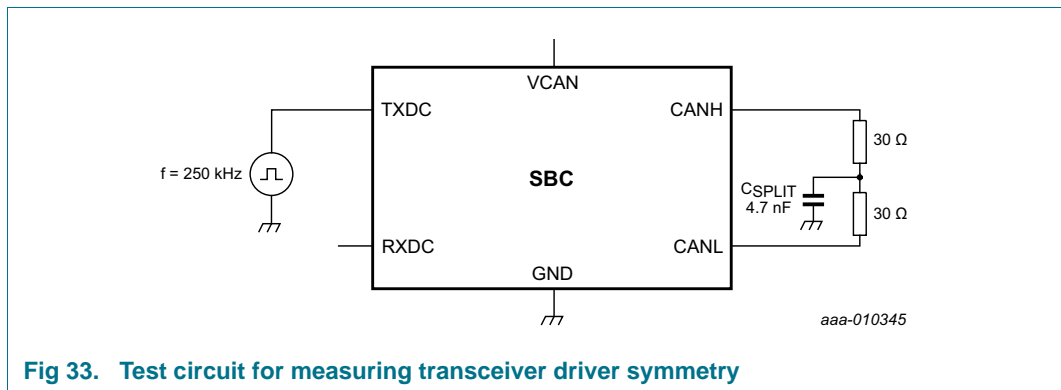 VCAN
TXDC
CANH
30 Ω
f = 250 kHz
SBC
CSPLIT
4.7 nF
30 Ω
RXDC
CANL
GND
aaa-010345
Fig 33. Test circuit for measuring transceiver driver symmetry